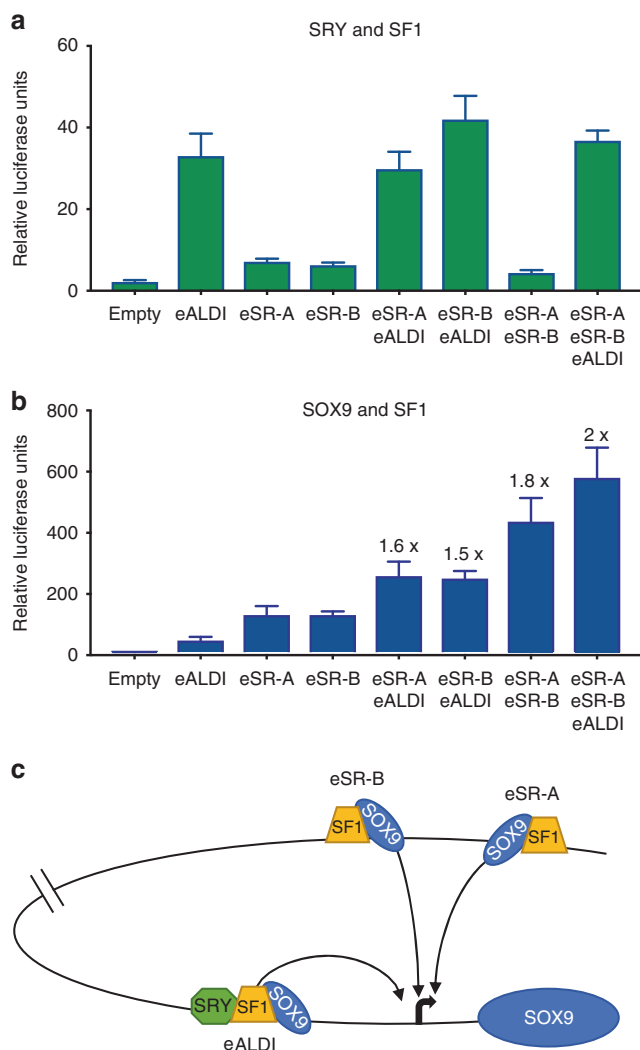 a
SRY and SF1
Relative luciferase units
60
40
20
0
Empty eALDI eSR-A eSR-B eSR-A eSR-B eSR-A eSR-A
eALDI eALDI eSR-B eSR-B
eALDI
b
SOX9 and SF1
Relative luciferase units
800
600
400
200
0
1.6 x 1.5 x 1.8 x 2 x
Empty eALDI eSR-A eSR-B eSR-A eSR-B eSR-A eSR-A
eALDI eALDI eSR-B eSR-B
eALDI
c
eSR-B
SF1 SOX9
eSR-A
SOX9 SF1
SRY SF1 SOX9
eALDI
SOX9